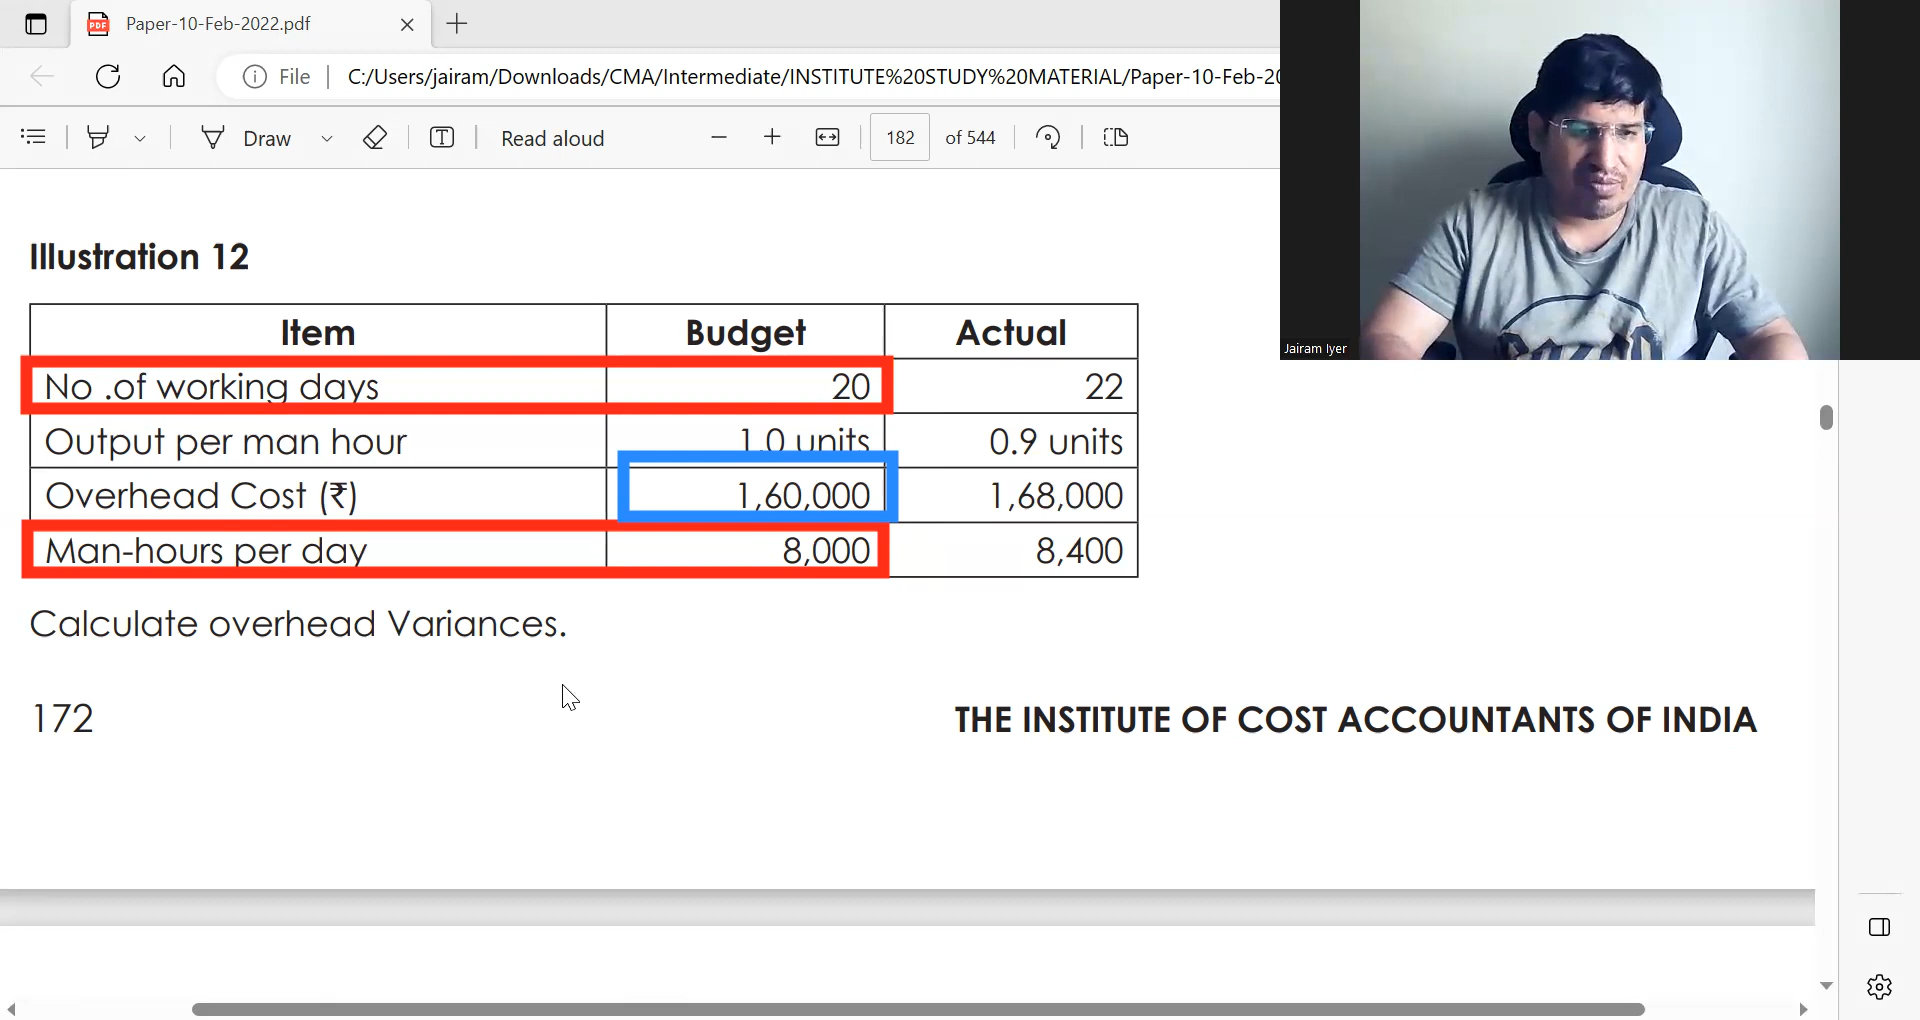 Paper-10-Feb-2022.pdf
PDF
File | C:/Users/jairam/Downloads/CMA/Intermediate/INSTITUTE%20STUDY%20MATERIAL/Paper-10-Feb-20
Draw
Read aloud
182 of 544
Jairam Iyer
Illustration 12
Item Budget Actual
No .of working days 20 22
Output per man hour 1.0 units 0.9 units
Overhead Cost (₹) 1,60,000 1,68,000
Man-hours per day 8,000 8,400
Calculate overhead Variances.
172 THE INSTITUTE OF COST ACCOUNTANTS OF INDIA